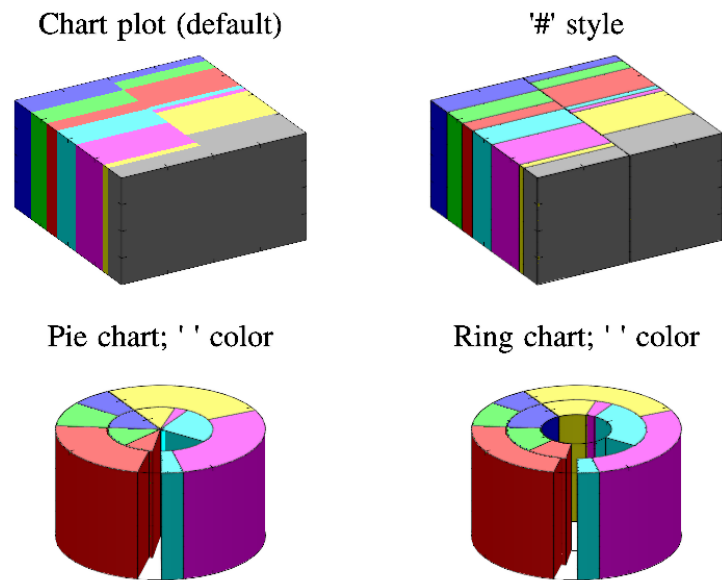 Chart plot (default)
'#' style
Pie chart; ' ' color
Ring chart; ' ' color